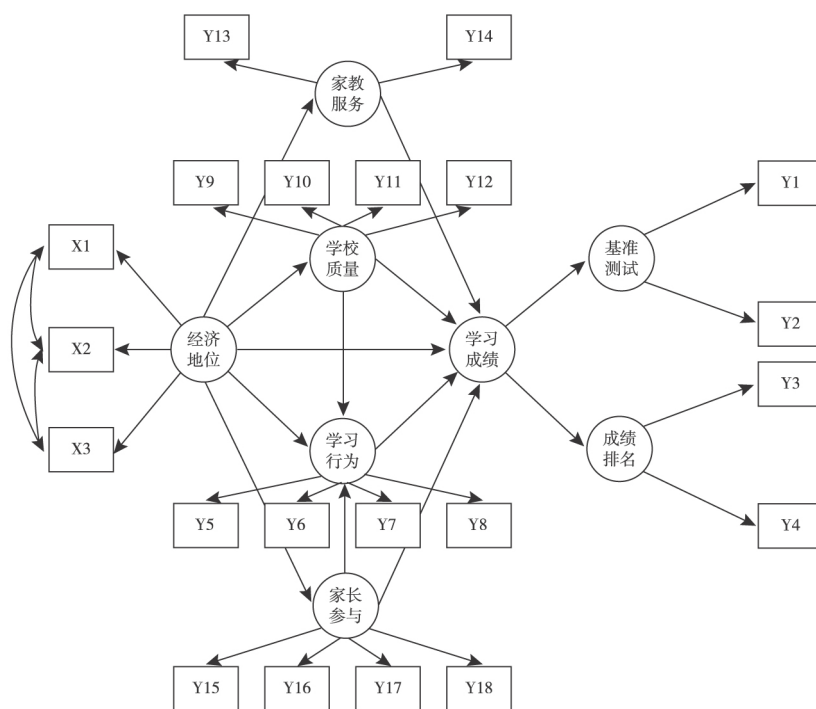 Y13
Y14
家教
服务
Y9
Y10
Y11
Y12
Y1
X1
学校
质量
基准
测试
X2
经济
地位
学习
成绩
Y2
Y3
X3
学习
行为
成绩
排名
Y5
Y6
Y7
Y8
Y4
家长
参与
Y15
Y16
Y17
Y18